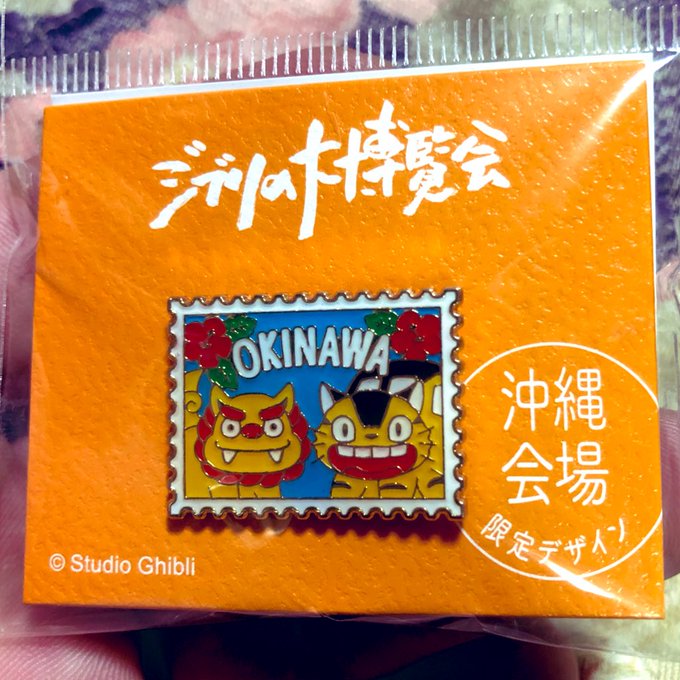 ジブリの大博覧会
OKINAWA
沖縄
会場
限定デザイン
© Studio Ghibli